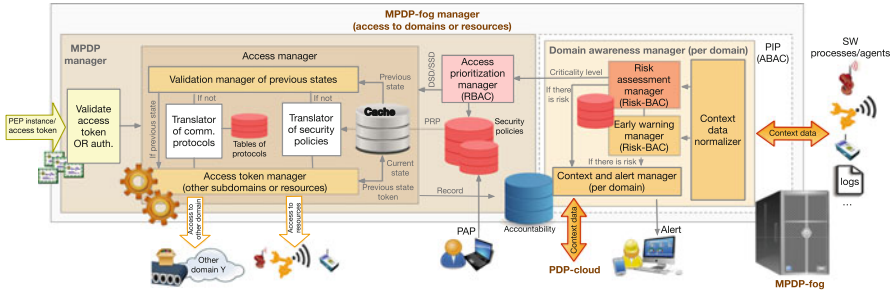 MPDP-fog manager
(access to domains or resources)
MPDP
manager
Access manager
Validation manager of previous states
Previous
state
DSD/SSD
Access
prioritization
manager
(RBAC)
Domain awareness manager (per domain)
PIP
(ABAC)
SW
processes/agents
Criticality level
Risk
assessment
manager
(Risk-BAC)
If there
is risk
PEP instance/
access token
Validate
access
token
OR auth.
If previous state
If not
If not
Translator
of comm.
protocols
Tables of
protocols
Translator
of security
policies
Cache
PRP
Security
policies
Early warning
manager
(Risk-BAC)
Context
data
normalizer
Context data
Current
state
If there is risk
Access token manager
(other subdomains or resources)
Previous state
token
Record
Context and alert manager
(per domain)
logs
...
Access to
other domain
Access to
resources
PAP
Accountability
Context data
Alert
Other
domain Y
PDP-cloud
MPDP-fog